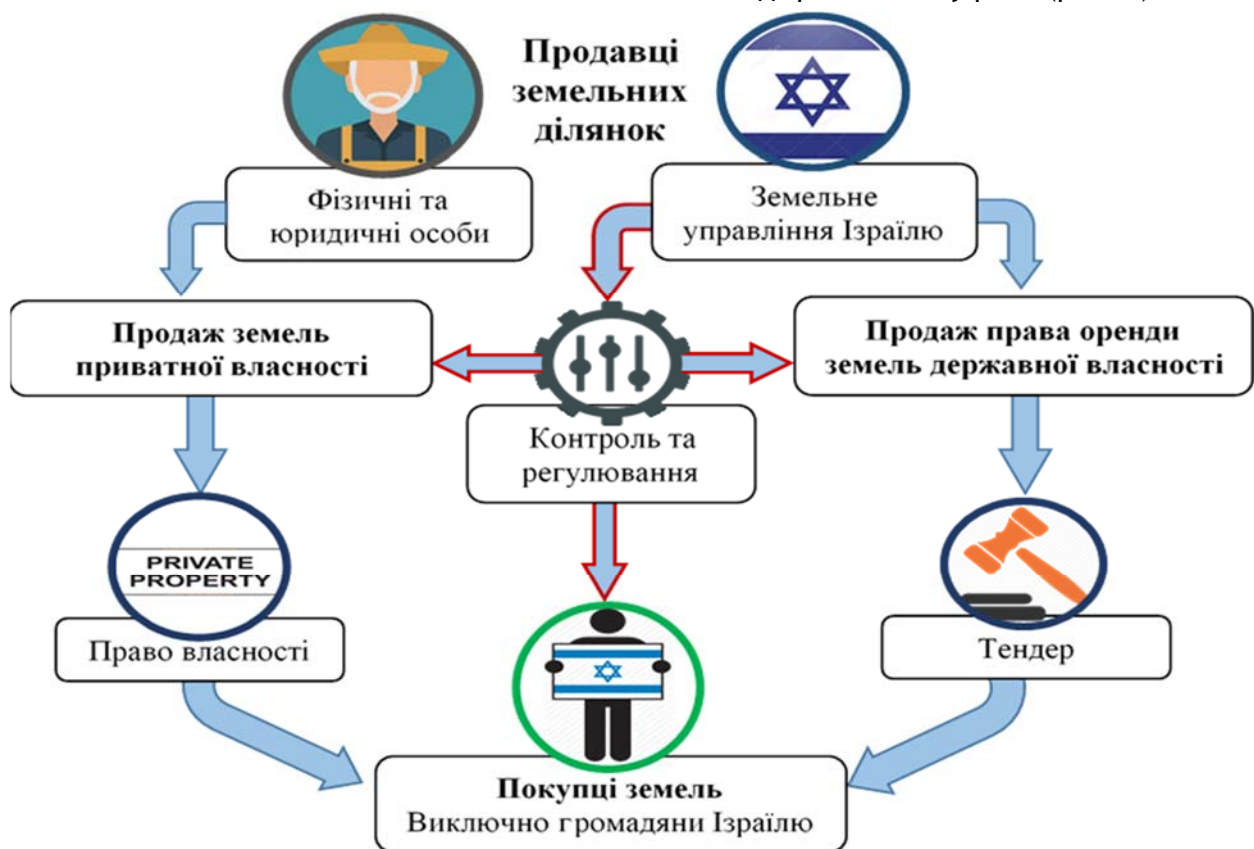 Продавці
земельних
ділянок
Фізичні та
юридичні особи
Земельне
управління Ізраїлю
Продаж земель
приватної власності
Продаж права оренди
земель державної власності
Контроль та
регулювання
PRIVATE
PROPERTY
Право власності
Тендер
Покупці земель
Виключно громадяни Ізраїлю